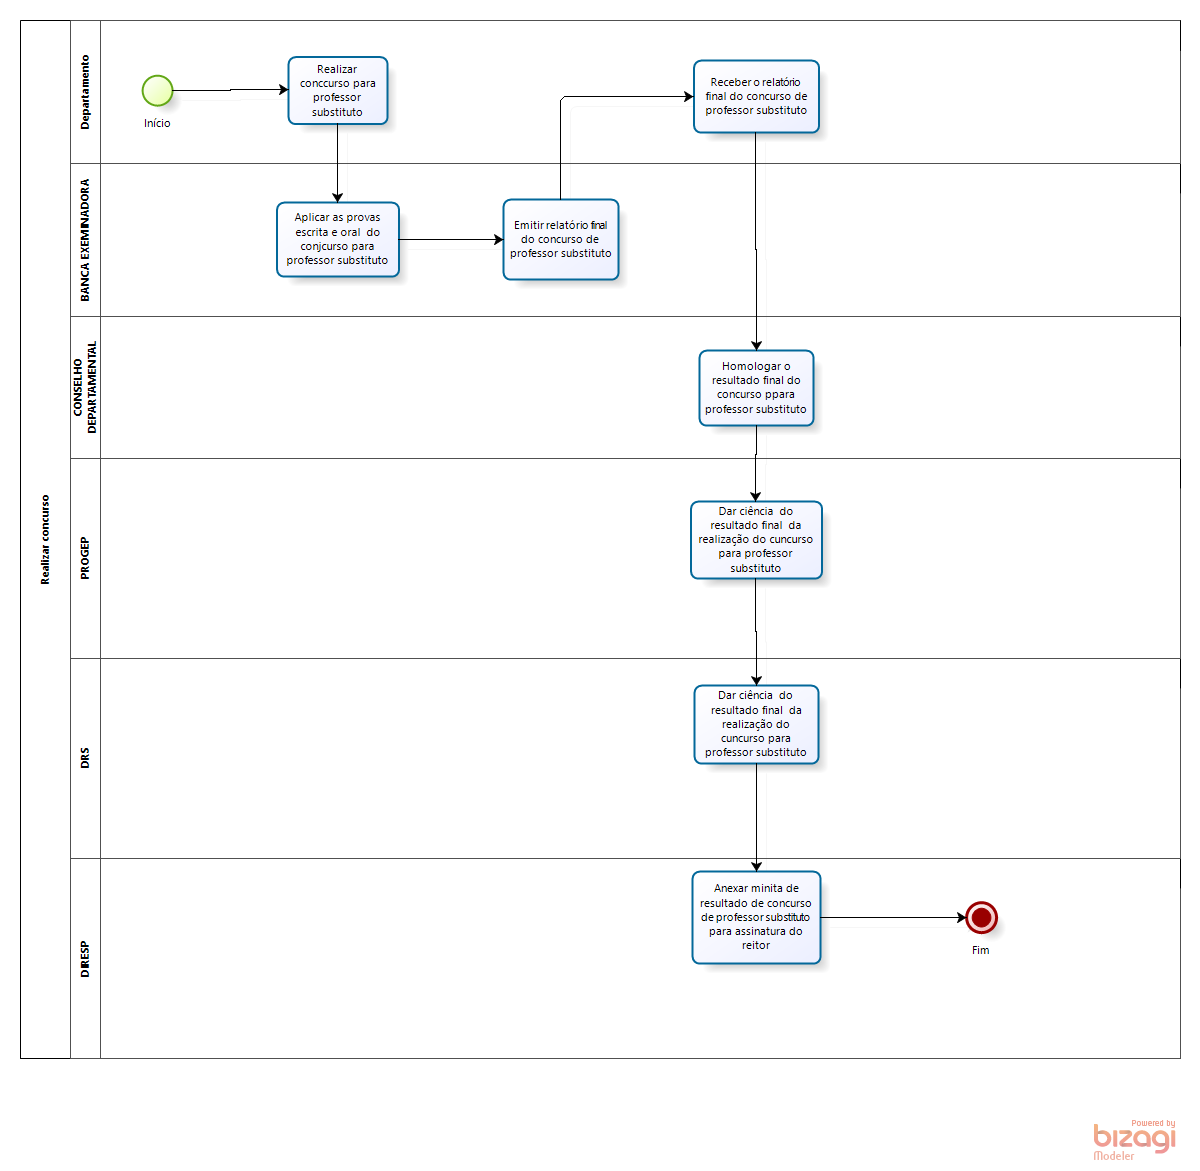 Realizar concurso
Departamento
Início
Realizar
conccurso para
professor
substituto
Receber o relatório
final do concurso de
professor substituto
BANCA EXEMINADORA
Aplicar as provas
escrita e oral do
conjcurso para
professor substituto
Emitir relatório final
do concurso de
professor substituto
CONSELHO
DEPARTAMENTAL
Homologar o
resultado final do
concurso ppara
professor substituto
PROGEP
Dar ciência do
resultado final da
realização do cuncurso
para professor
substituto
DRS
Dar ciência do
resultado final da
realização do
cuncurso para
professor substituto
DIRESP
Anexar minita de
resultado de concurso
de professor substituto
para assinatura do
reitor
Fim
Powered by
bizagi
Modeler